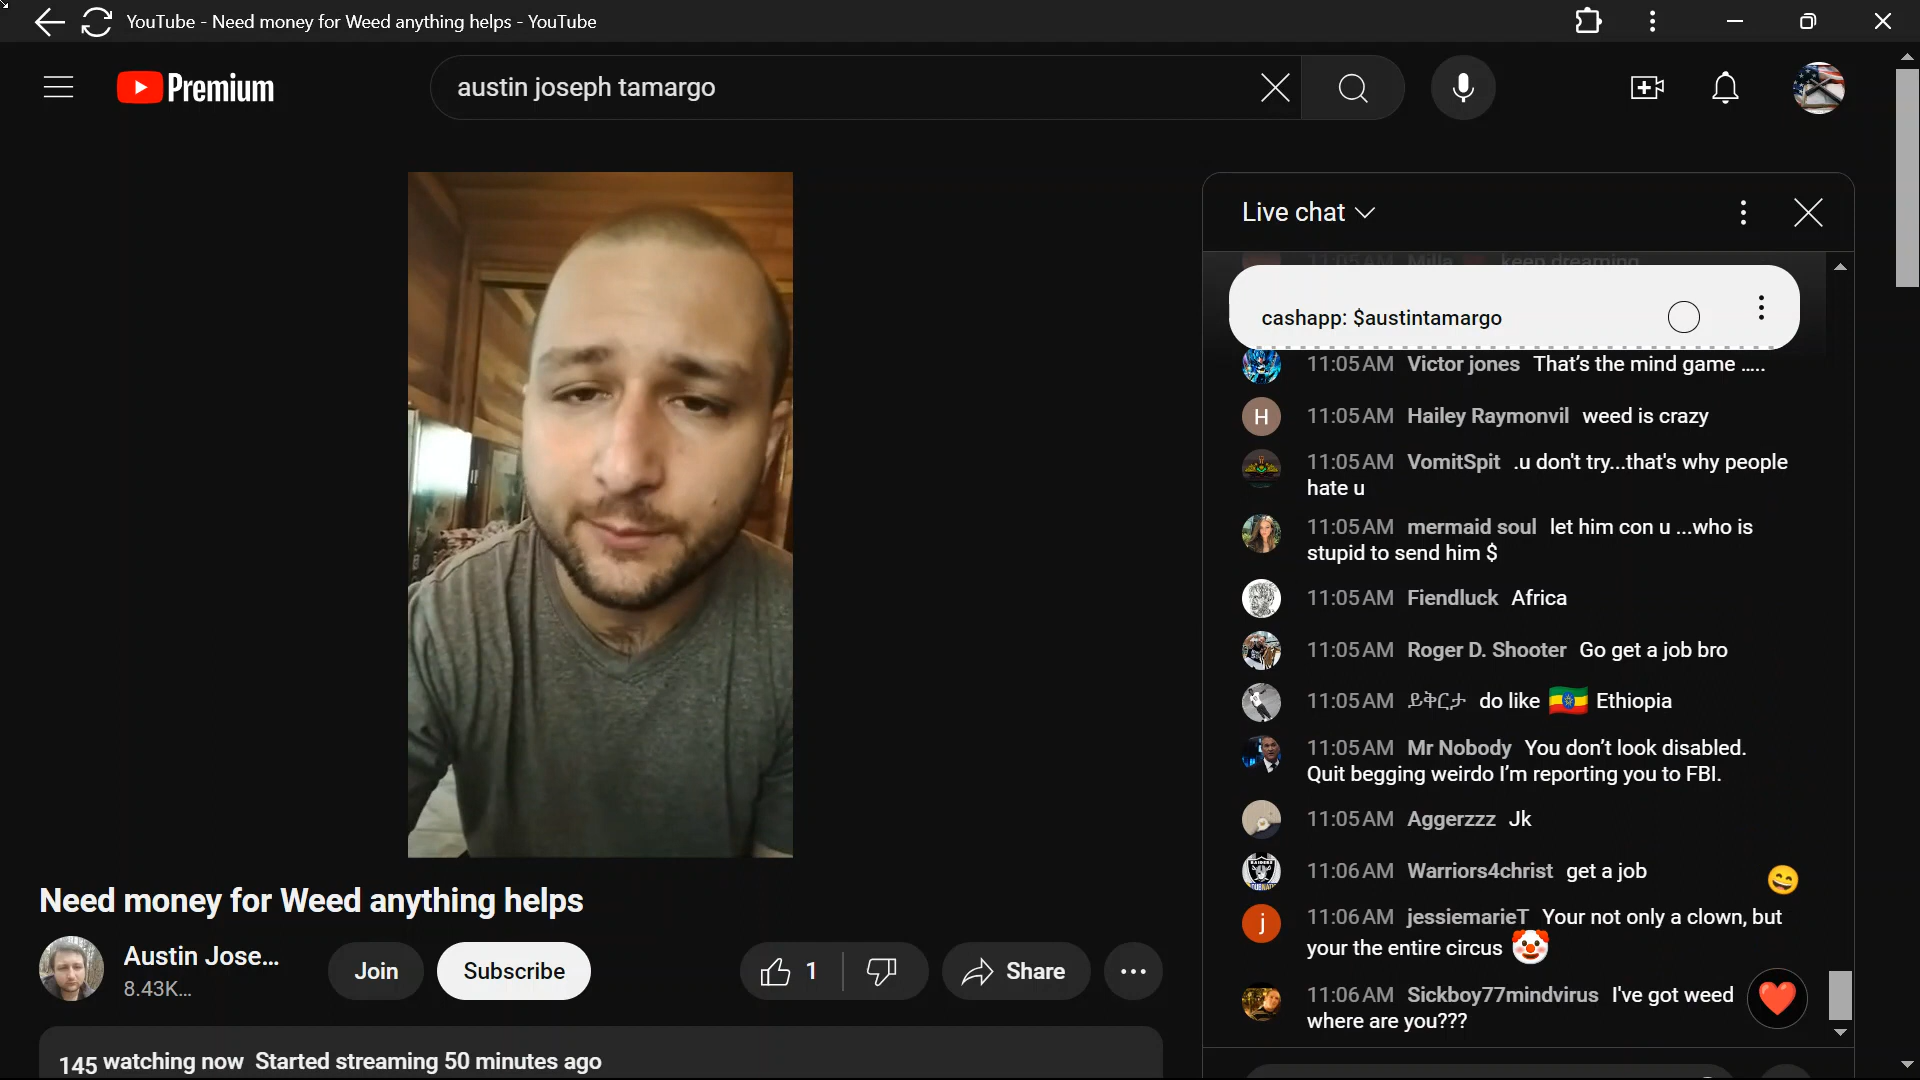 YouTube - Need money for Weed anything helps - YouTube
Premium
austin joseph tamargo
Live chat
11:05 AM Milla keep dreaming
cashapp: $austintamargo
11:05 AM Victor jones That’s the mind game .....
H 11:05 AM Hailey Raymonvil weed is crazy
11:05 AM VomitSpit .u don't try...that's why people
hate u
11:05 AM mermaid soul let him con u ...who is
stupid to send him $
11:05 AM Fiendluck Africa
11:05 AM Roger D. Shooter Go get a job bro
11:05 AM ይቅርታ do like 🇪🇹 Ethiopia
11:05 AM Mr Nobody You don’t look disabled.
Quit begging weirdo I’m reporting you to FBI.
11:05 AM Aggerzzz Jk
11:06 AM Warriors4christ get a job
j 11:06 AM jessiemarieT Your not only a clown, but
your the entire circus 🤡
11:06 AM Sickboy77mindvirus I've got weed
where are you???
Need money for Weed anything helps
Austin Jose...
8.43K...
Join
Subscribe
1
Share
145 watching now Started streaming 50 minutes ago